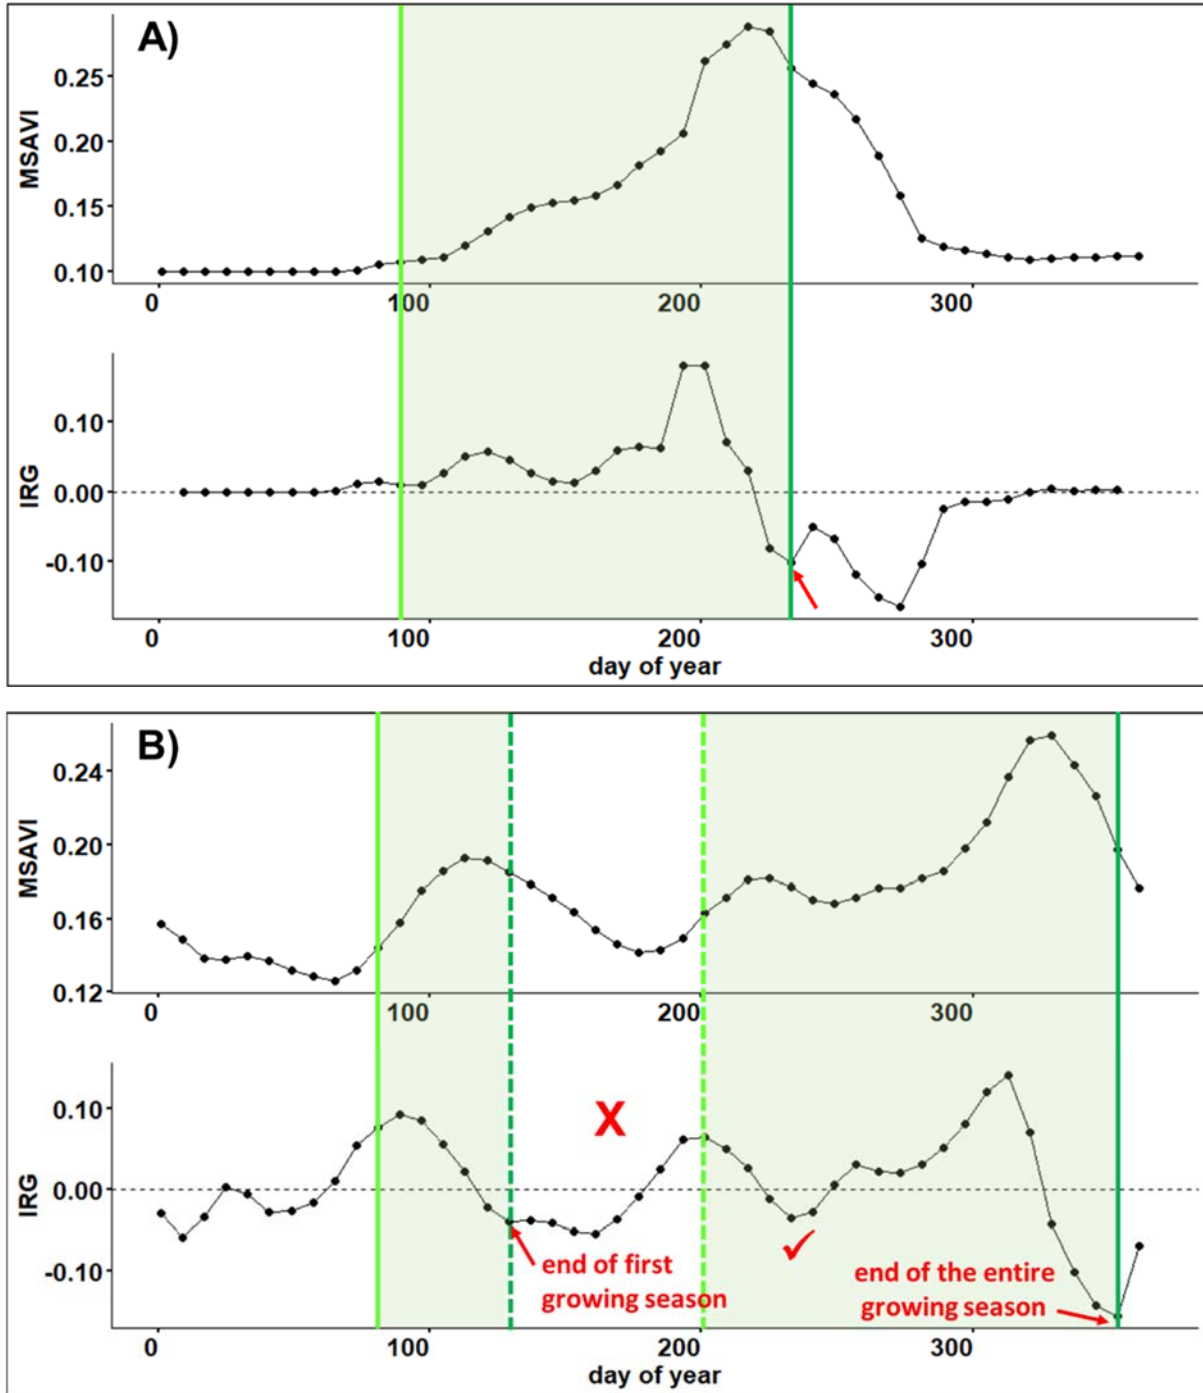 A)
MSAVI
0.25
0.20
0.15
0.10
0 100 200 300
IRG
0.10
0.00
-0.10
0 100 200 300
day of year
B)
MSAVI
0.24
0.20
0.16
0.12
0 100 200 300
IRG
0.10
0.00
-0.10
X
✓
end of first
growing season
end of the entire
growing season
0 100 200 300
day of year